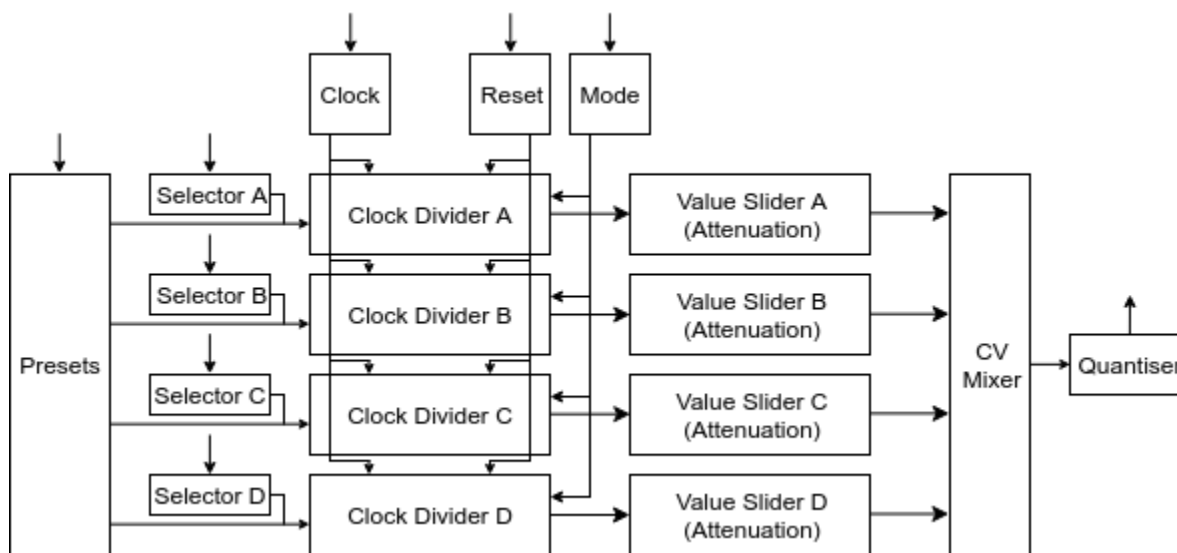 Clock
Reset
Mode
Selector A
Clock Divider A
Value Slider A
(Attenuation)
Selector B
Clock Divider B
Value Slider B
(Attenuation)
Presets
CV
Mixer
Quantiser
Selector C
Clock Divider C
Value Slider C
(Attenuation)
Selector D
Clock Divider D
Value Slider D
(Attenuation)